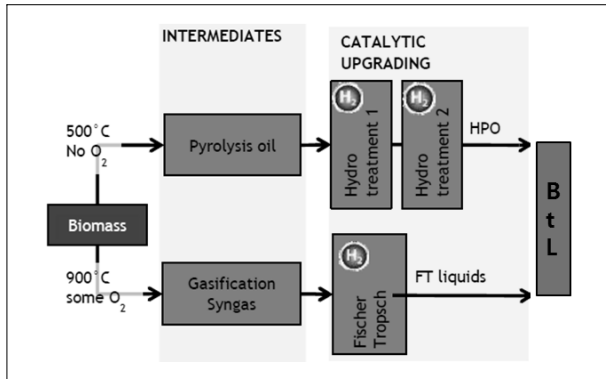 INTERMEDIATES
CATALYTIC
UPGRADING
500°C
No O2
Pyrolysis oil
H2
Hydro
treatment 1
H2
Hydro
treatment 2
HPO
Biomass
BtL
900°C
some O2
Gasification
Syngas
H2
Fischer
Tropsch
FT liquids